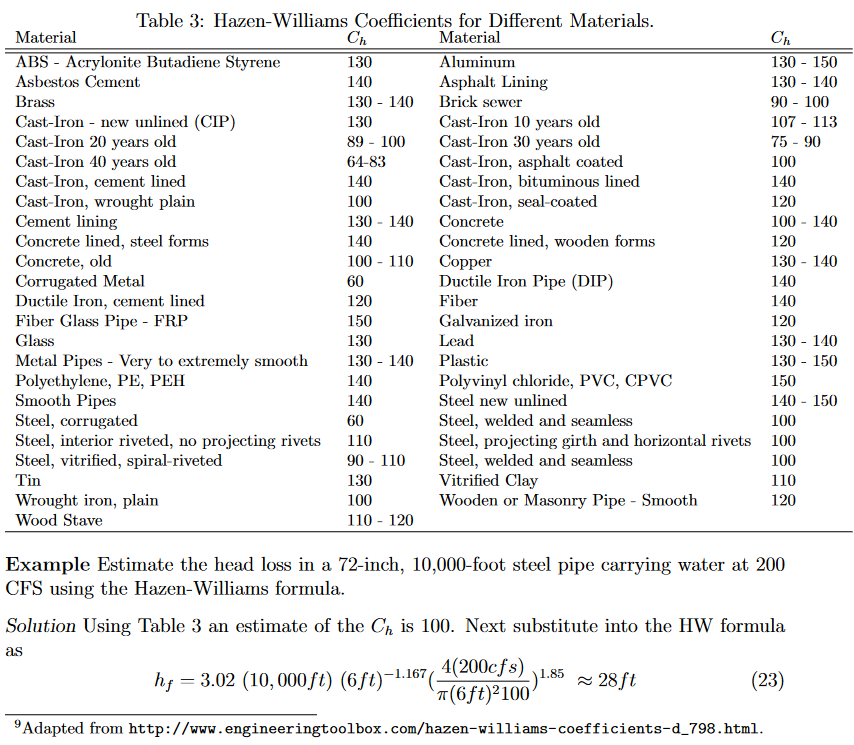 Table 3: Hazen-Williams Coefficients for Different Materials.
Material C_h Material C_h
ABS - Acrylonite Butadiene Styrene 130 Aluminum 130 - 150
Asbestos Cement 140 Asphalt Lining 130 - 140
Brass 130 - 140 Brick sewer 90 - 100
Cast-Iron - new unlined (CIP) 130 Cast-Iron 10 years old 107 - 113
Cast-Iron 20 years old 89 - 100 Cast-Iron 30 years old 75 - 90
Cast-Iron 40 years old 64-83 Cast-Iron, asphalt coated 100
Cast-Iron, cement lined 140 Cast-Iron, bituminous lined 140
Cast-Iron, wrought plain 100 Cast-Iron, seal-coated 120
Cement lining 130 - 140 Concrete 100 - 140
Concrete lined, steel forms 140 Concrete lined, wooden forms 120
Concrete, old 100 - 110 Copper 130 - 140
Corrugated Metal 60 Ductile Iron Pipe (DIP) 140
Ductile Iron, cement lined 120 Fiber 140
Fiber Glass Pipe - FRP 150 Galvanized iron 120
Glass 130 Lead 130 - 140
Metal Pipes - Very to extremely smooth 130 - 140 Plastic 130 - 150
Polyethylene, PE, PEH 140 Polyvinyl chloride, PVC, CPVC 150
Smooth Pipes 140 Steel new unlined 140 - 150
Steel, corrugated 60 Steel, welded and seamless 100
Steel, interior riveted, no projecting rivets 110 Steel, projecting girth and horizontal rivets 100
Steel, vitrified, spiral-riveted 90 - 110 Steel, welded and seamless 100
Tin 130 Vitrified Clay 110
Wrought iron, plain 100 Wooden or Masonry Pipe - Smooth 120
Wood Stave 110 - 120
Example Estimate the head loss in a 72-inch, 10,000-foot steel pipe carrying water at 200
CFS using the Hazen-Williams formula.
Solution Using Table 3 an estimate of the C_h is 100. Next substitute into the HW formula
as
h_f = 3.02 (10,000ft) (6ft)^{-1.167}(\frac{4(200cfs)}{π(6ft)^2 100})^{1.85} ≈ 28ft (23)
⁹Adapted from http://www.engineeringtoolbox.com/hazen-williams-coefficients-d_798.html.